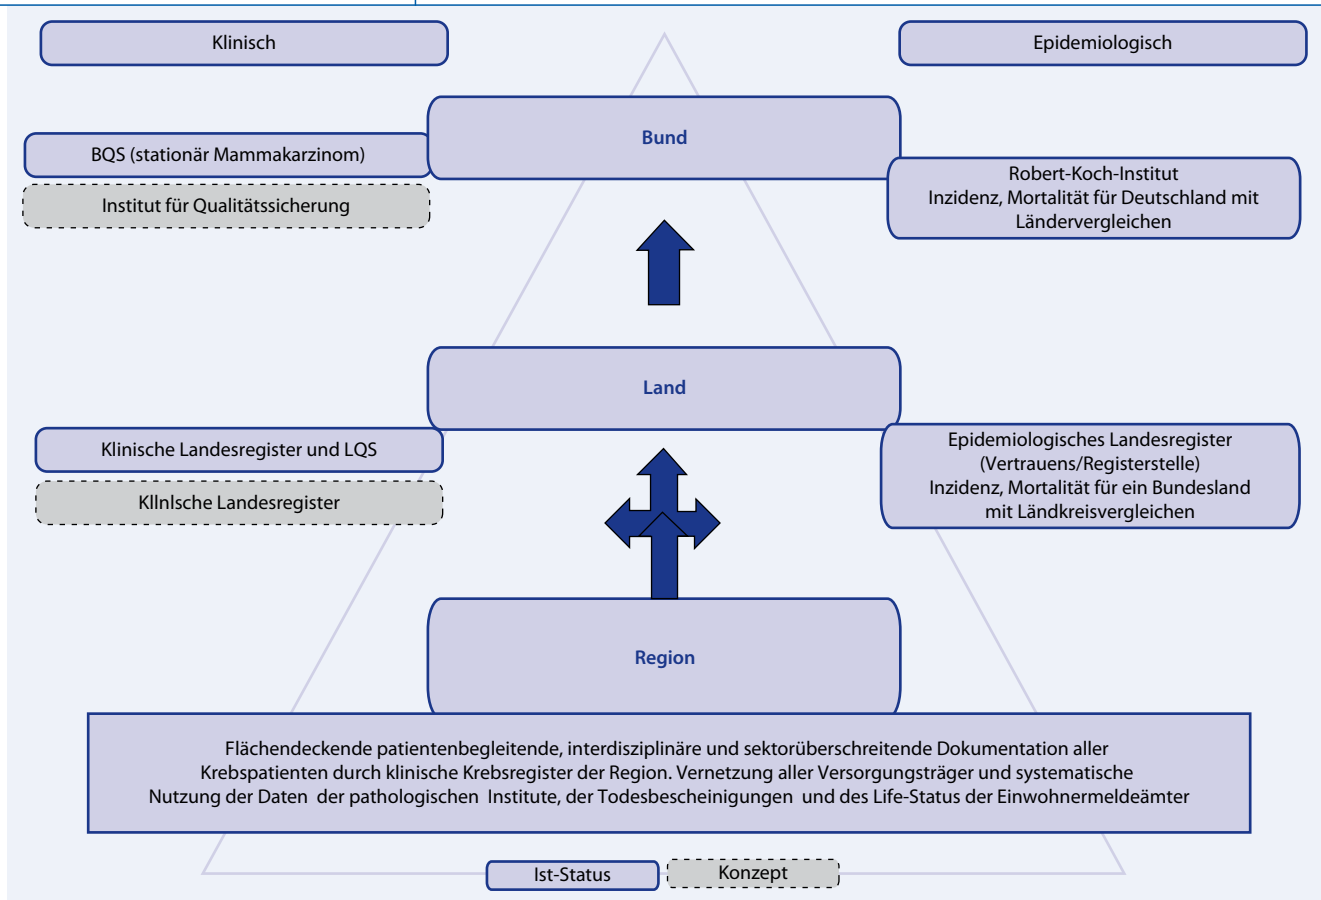 Klinisch
Epidemiologisch
Bund
BQS (stationär Mammakarzinom)
Institut für Qualitätssicherung
Robert-Koch-Institut
Inzidenz, Mortalität für Deutschland mit
Ländervergleichen
Land
Klinische Landesregister und LQS
KlInIsche Landesregister
Epidemiologisches Landesregister
(Vertrauens/Registerstelle)
Inzidenz, Mortalität für ein Bundesland
mit Ländkreisvergleichen
Region
Flächendeckende patientenbegleitende, interdisziplinäre und sektorüberschreitende Dokumentation aller
Krebspatienten durch klinische Krebsregister der Region. Vernetzung aller Versorgungsträger und systematische
Nutzung der Daten der pathologischen Institute, der Todesbescheinigungen und des Life-Status der Einwohnermeldeämter
Ist-Status
Konzept